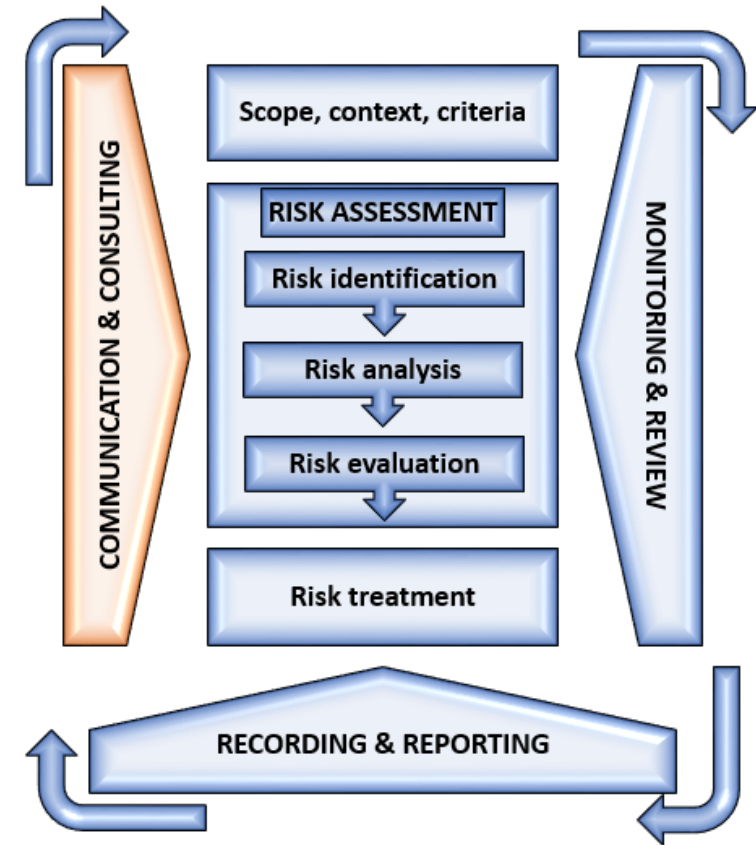 Scope, context, criteria
COMMUNICATION & CONSULTING
RISK ASSESSMENT
Risk identification
Risk analysis
Risk evaluation
MONITORING & REVIEW
Risk treatment
RECORDING & REPORTING